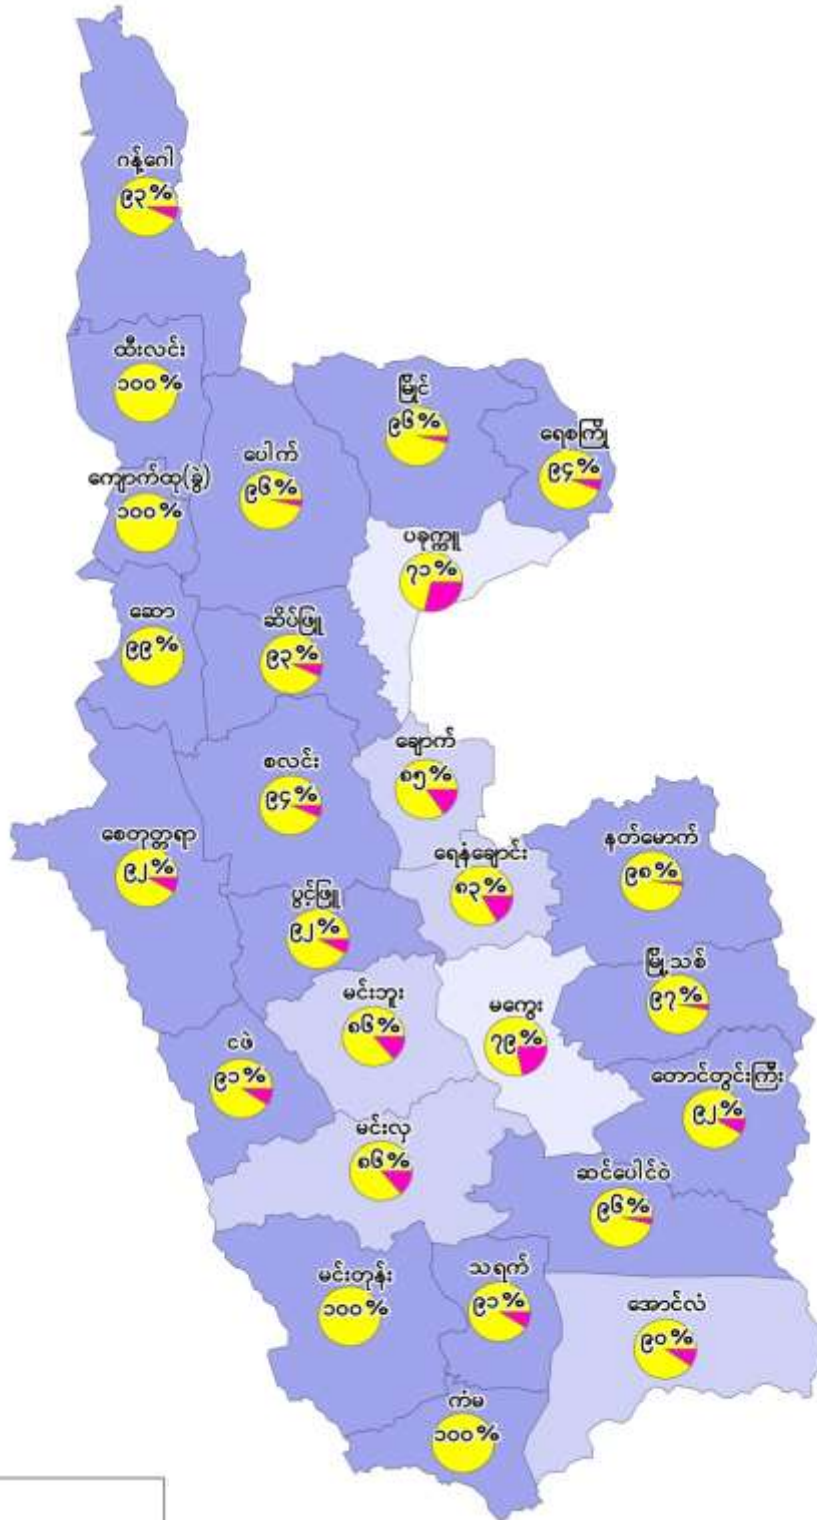 ဂန့်ဂေါ
၉၃%
ထီးလင်း
၁၀၀%
မြိုင်
၉၆%
ရေစကြို
၉၄%
ပေါက်
၉၆%
ကျောက်ထု(ခွဲ)
၁၀၀%
ပခုက္ကူ
၇၁%
ဆော
၉၉%
ဆိပ်ဖြူ
၉၃%
ချောက်
၈၅%
စလင်း
၉၄%
စေတုတ္တရာ
၉၂%
ရေနံချောင်း
၈၃%
နတ်မောက်
၉၈%
ပွင့်ဖြူ
၉၂%
မြို့သစ်
၉၇%
မင်းဘူး
၈၆%
မကွေး
၇၉%
ငဖဲ
၉၁%
တောင်တွင်းကြီး
၉၂%
မင်းလှ
၈၆%
ဆင်ပေါင်ဝဲ
၉၆%
မင်းတုန်း
၁၀၀%
သရက်
၉၁%
အောင်လံ
၉၀%
ကံမ
၁၀၀%